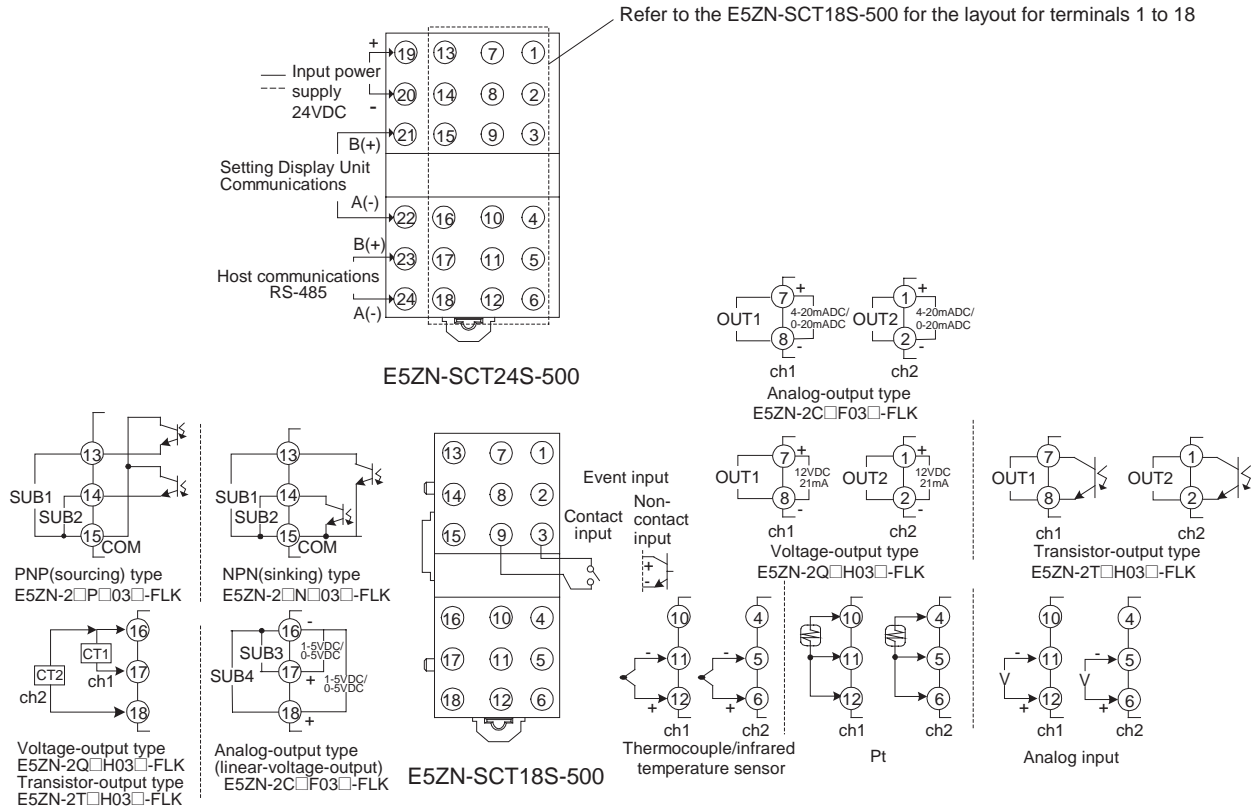 Refer to the E5ZN-SCT18S-500 for the layout for terminals 1 to 18
+
19 13 7 1
Input power
supply
24VDC
-
20 14 8 2
21 15 9 3
B(+)
Setting Display Unit
Communications
A(-)
22 16 10 4
B(+)
23 17 11 5
Host communications
RS-485
24 18 12 6
A(-)
E5ZN-SCT24S-500
OUT1 7 + 4-20mADC/
0-20mADC
8 -
ch1
OUT2 1 + 4-20mADC/
0-20mADC
2 -
ch2
Analog-output type
E5ZN-2C□F03□-FLK
13
14
15
SUB1
SUB2
COM
PNP(sourcing) type
E5ZN-2□P□03□-FLK
13
14
15
SUB1
SUB2
COM
NPN(sinking) type
E5ZN-2□N□03□-FLK
13 7 1
14 8 2
15 9 3
16 10 4
17 11 5
18 12 6
E5ZN-SCT18S-500
Event input
Contact
input
Non-
contact
input
+
-
OUT1 7 + 12VDC
21mA
8 -
ch1
OUT2 1 + 12VDC
21mA
2 -
ch2
Voltage-output type
E5ZN-2Q□H03□-FLK
OUT1 7
8
ch1
OUT2 1
2
ch2
Transistor-output type
E5ZN-2T□H03□-FLK
16
CT1
17
CT2
ch1
ch2
18
Voltage-output type
E5ZN-2Q□H03□-FLK
Transistor-output type
E5ZN-2T□H03□-FLK
16 -
SUB3 1-5VDC/
0-5VDC
17 +
SUB4 1-5VDC/
0-5VDC
18 +
Analog-output type
(linear-voltage-output)
E5ZN-2C□F03□-FLK
10
- 11
+ 12
ch1
4
- 5
+ 6
ch2
Thermocouple/infrared
temperature sensor
10
11
12
ch1
4
5
6
ch2
Pt
10
- 11
V
+ 12
ch1
4
- 5
V
+ 6
ch2
Analog input